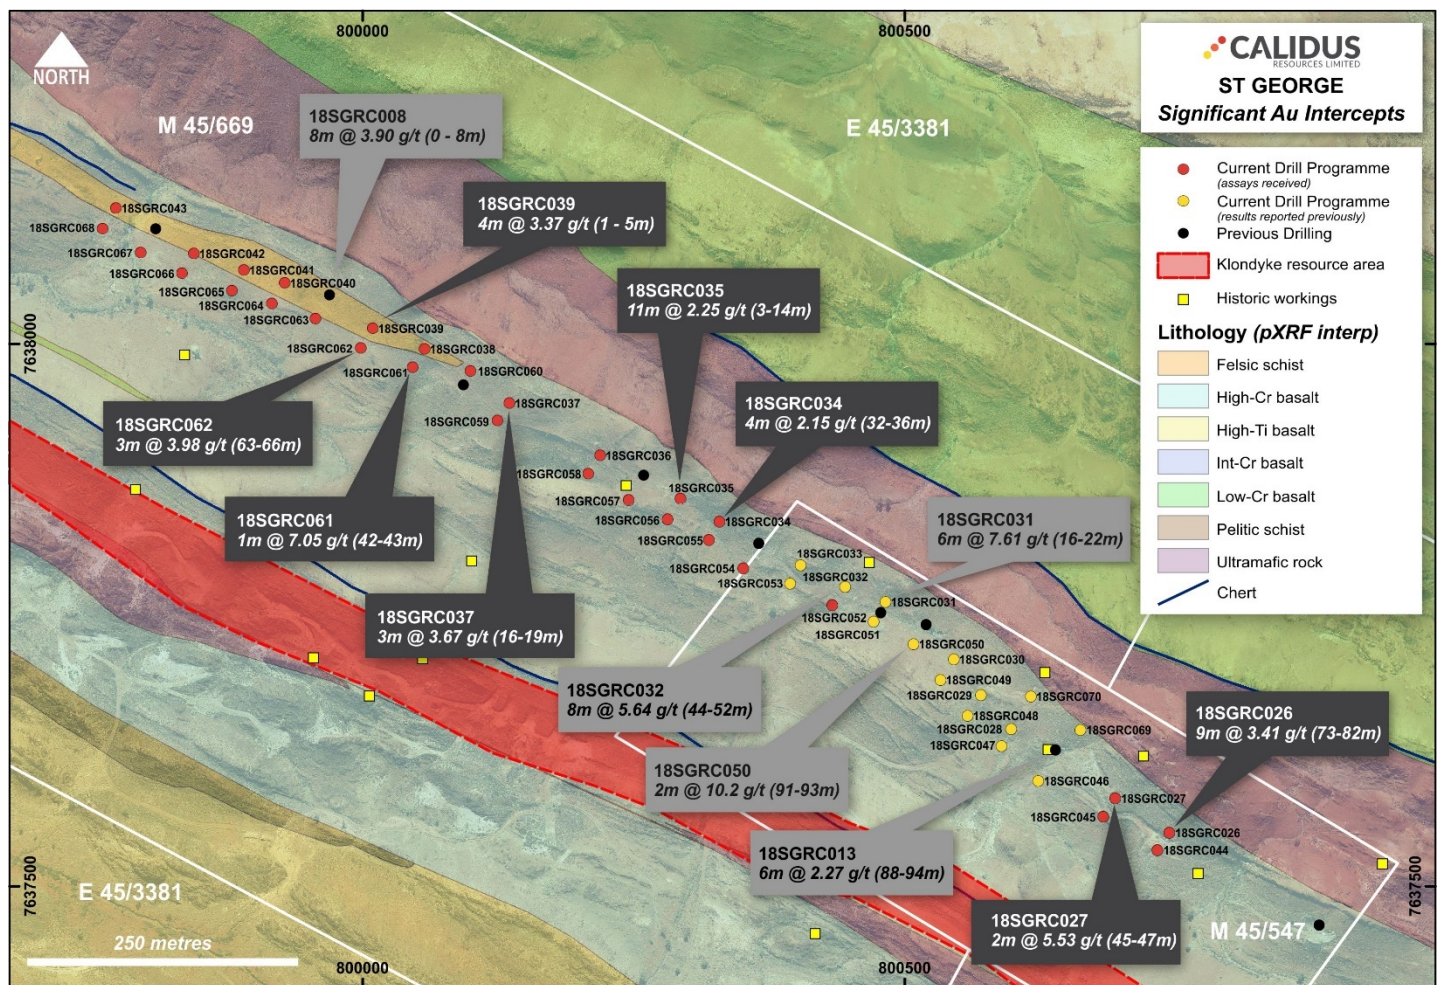 800000
800500
NORTH
M 45/669
E 45/3381
CALIDUS
RESOURCES LIMITED
ST GEORGE
Significant Au Intercepts
Current Drill Programme
(assays received)
Current Drill Programme
(results reported previously)
Previous Drilling
Klondyke resource area
Historic workings
Lithology (pXRF interp)
Felsic schist
High-Cr basalt
High-Ti basalt
Int-Cr basalt
Low-Cr basalt
Pelitic schist
Ultramafic rock
Chert
18SGRC008
8m @ 3.90 g/t (0 - 8m)
18SGRC039
4m @ 3.37 g/t (1 - 5m)
18SGRC035
11m @ 2.25 g/t (3-14m)
18SGRC034
4m @ 2.15 g/t (32-36m)
18SGRC062
3m @ 3.98 g/t (63-66m)
18SGRC061
1m @ 7.05 g/t (42-43m)
18SGRC037
3m @ 3.67 g/t (16-19m)
18SGRC031
6m @ 7.61 g/t (16-22m)
18SGRC032
8m @ 5.64 g/t (44-52m)
18SGRC050
2m @ 10.2 g/t (91-93m)
18SGRC013
6m @ 2.27 g/t (88-94m)
18SGRC026
9m @ 3.41 g/t (73-82m)
18SGRC027
2m @ 5.53 g/t (45-47m)
18SGRC043
18SGRC068
18SGRC067
18SGRC042
18SGRC066
18SGRC041
18SGRC040
18SGRC065
18SGRC064
18SGRC063
18SGRC039
18SGRC062
18SGRC038
18SGRC061
18SGRC060
18SGRC037
18SGRC059
18SGRC036
18SGRC058
18SGRC035
18SGRC057
18SGRC056
18SGRC034
18SGRC055
18SGRC033
18SGRC054
18SGRC053
18SGRC032
18SGRC031
18SGRC052
18SGRC051
18SGRC050
18SGRC030
18SGRC049
18SGRC029
18SGRC070
18SGRC048
18SGRC028
18SGRC069
18SGRC047
18SGRC046
18SGRC027
18SGRC045
18SGRC026
18SGRC044
7638000
7637500
7637500
E 45/3381
M 45/547
250 metres
800000
800500